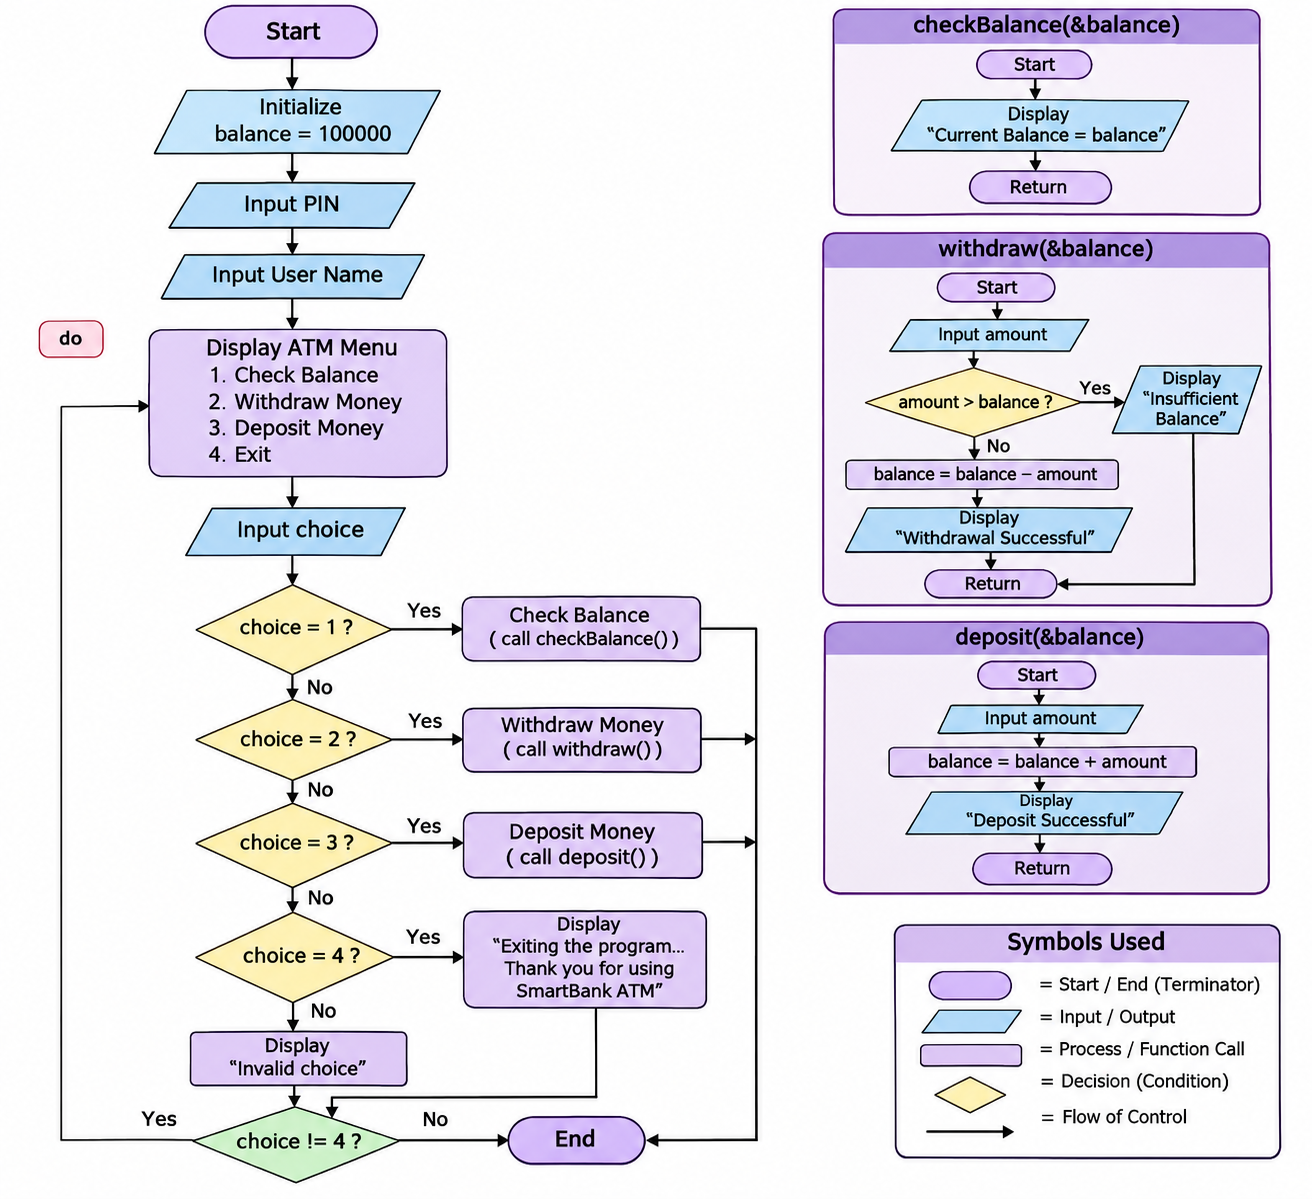 Start
Initialize
balance = 100000
Input PIN
Input User Name
do
Display ATM Menu
1. Check Balance
2. Withdraw Money
3. Deposit Money
4. Exit
Input choice
choice = 1 ?
Yes
Check Balance
( call checkBalance() )
No
choice = 2 ?
Yes
Withdraw Money
( call withdraw() )
No
choice = 3 ?
Yes
Deposit Money
( call deposit() )
No
choice = 4 ?
Yes
Display
"Exiting the program...
Thank you for using
SmartBank ATM"
No
Display
"Invalid choice"
Yes
choice != 4 ?
No
End
checkBalance(&balance)
Start
Display
"Current Balance = balance"
Return
withdraw(&balance)
Start
Input amount
amount > balance ?
Yes
Display
"Insufficient
Balance"
No
balance = balance − amount
Display
"Withdrawal Successful"
Return
deposit(&balance)
Start
Input amount
balance = balance + amount
Display
"Deposit Successful"
Return
Symbols Used
= Start / End (Terminator)
= Input / Output
= Process / Function Call
= Decision (Condition)
= Flow of Control